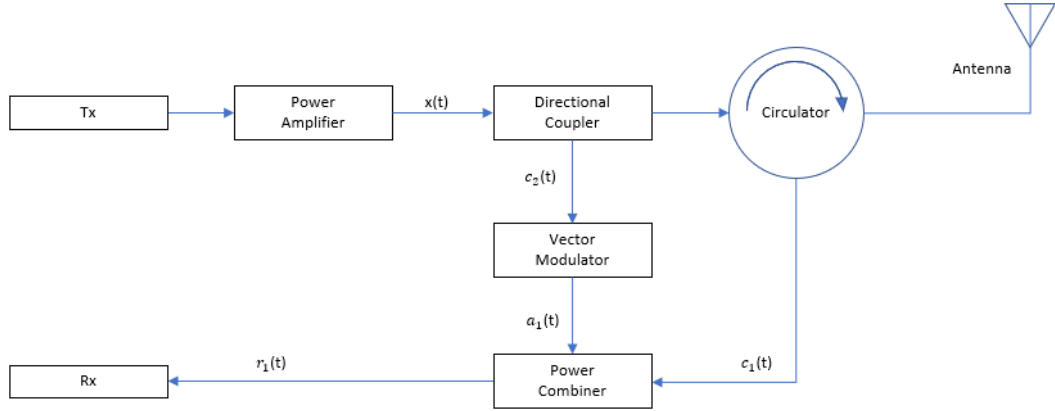 Antenna
Tx
Power
Amplifier
x(t)
Directional
Coupler
Circulator
c₂(t)
Vector
Modulator
a₁(t)
Rx
r₁(t)
Power
Combiner
c₁(t)